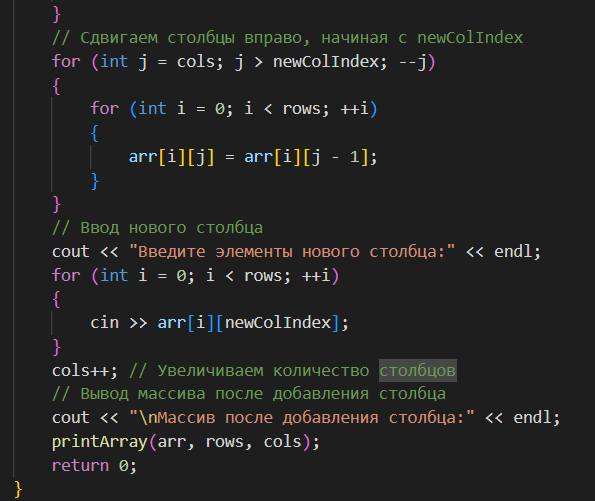 }
// Сдвигаем столбцы вправо, начиная с newColIndex
for (int j = cols; j > newColIndex; --j)
{
for (int i = 0; i < rows; ++i)
{
arr[i][j] = arr[i][j - 1];
}
}
// Ввод нового столбца
cout << "Введите элементы нового столбца:" << endl;
for (int i = 0; i < rows; ++i)
{
cin >> arr[i][newColIndex];
}
cols++; // Увеличиваем количество столбцов
// Вывод массива после добавления столбца
cout << "\nМассив после добавления столбца:" << endl;
printArray(arr, rows, cols);
return 0;
}